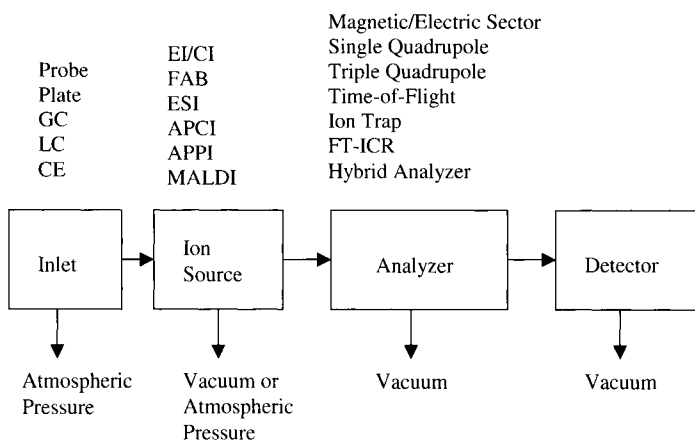 Probe
Plate
GC
LC
CE
EI/CI
FAB
ESI
APCI
APPI
MALDI
Magnetic/Electric Sector
Single Quadrupole
Triple Quadrupole
Time-of-Flight
Ion Trap
FT-ICR
Hybrid Analyzer
Inlet
Ion
Source
Analyzer
Detector
Atmospheric
Pressure
Vacuum or
Atmospheric
Pressure
Vacuum
Vacuum